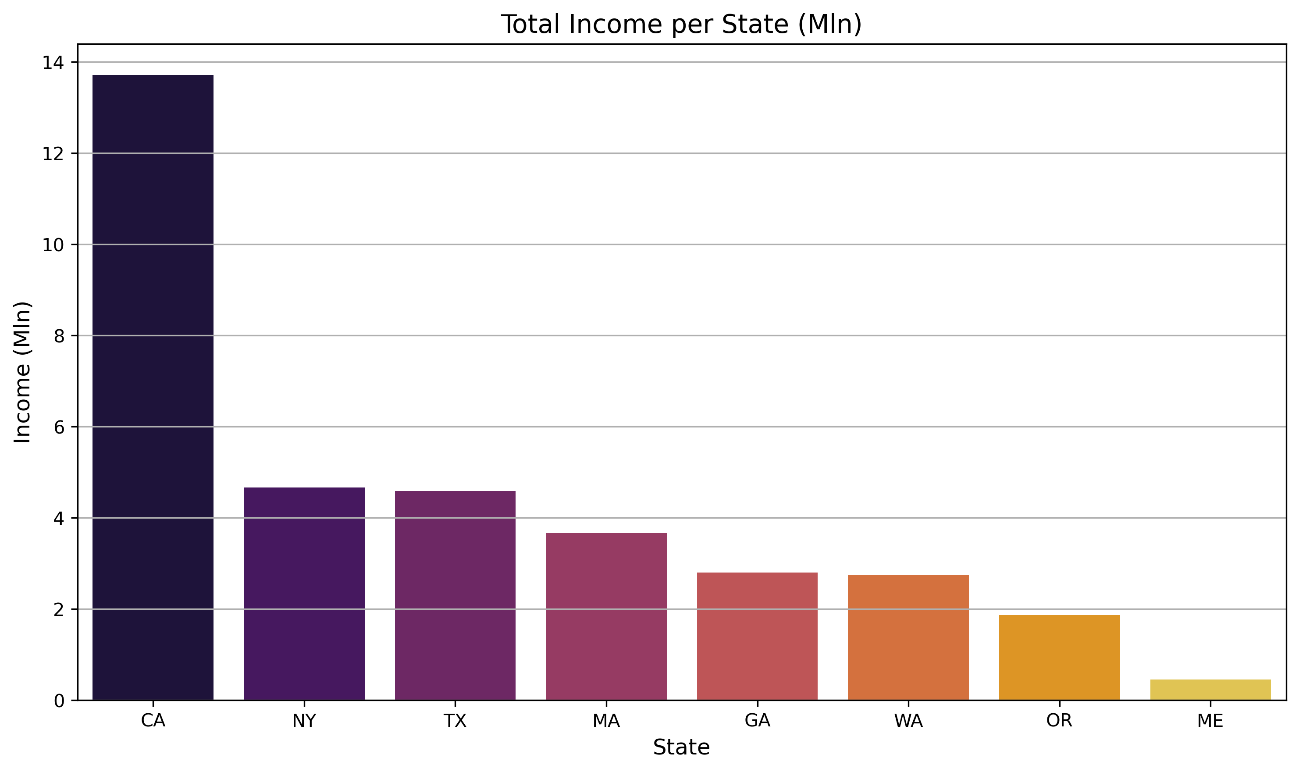 Total Income per State (Mln)
14
12
10
8
6
4
2
0
Income (Mln)
CA NY TX MA GA WA OR ME
State